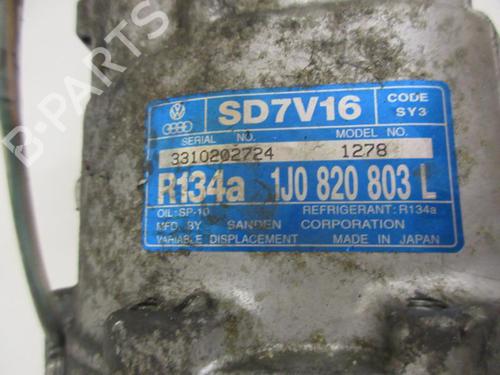 SD7V16
CODE
SY3
SERIAL NO.
MODEL NO.
3310202724
1278
R134a 1J0 820 803 L
OIL:SP-10 REFRIGERANT:R134a
MFD. BY SANDEN CORPORATION
VARIABLE DISPLACEMENT MADE IN JAPAN
B-PARTS